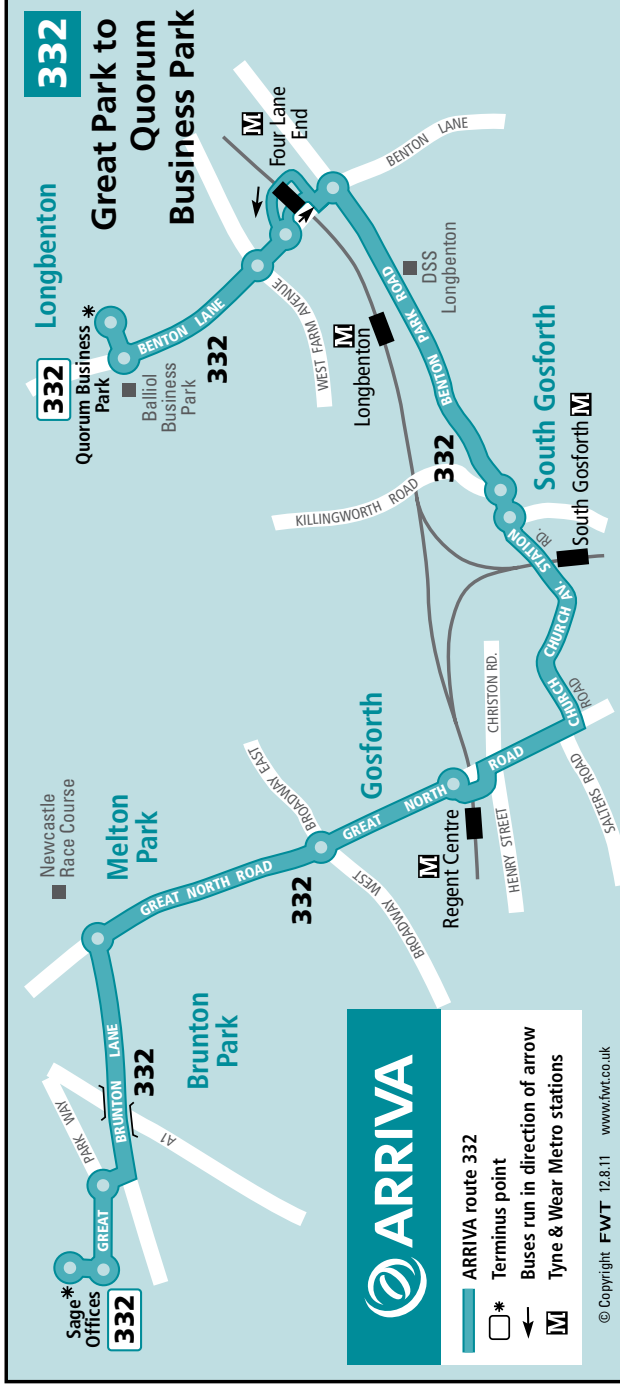 332
Great Park to
Quorum
Business Park
Sage*
Offices
332
GREAT
PARK WAY
A1
BRUNTON LANE
332
Brunton
Park
Newcastle
Race Course
Melton
Park
GREAT NORTH ROAD
332
BROADWAY EAST
BROADWAY WEST
Gosforth
GREAT NORTH ROAD
M
Regent Centre
HENRY STREET
CHRISTON RD.
SALTERS ROAD
CHURCH ROAD
CHURCH AV.
STATION RD.
South Gosforth M
South Gosforth
KILLINGWORTH ROAD
332
BENTON PARK ROAD
DSS
Longbenton
M
Longbenton
WEST FARM AVENUE
BENTON LANE
M
Four Lane
End
BENTON LANE
332
Longbenton
332
Quorum Business *
Park
Balliol
Business
Park
ARRIVA
ARRIVA route 332
* Terminus point
Buses run in direction of arrow
M Tyne & Wear Metro stations
© Copyright FWT 12.8.11 www.fwt.co.uk